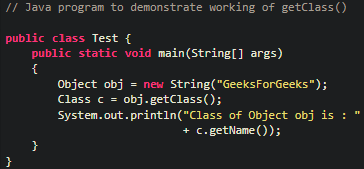 // Java program to demonstrate working of getClass()
public class Test {
public static void main(String[] args)
{
Object obj = new String("GeeksForGeeks");
Class c = obj.getClass();
System.out.println("Class of Object obj is : "
+ c.getName());
}
}